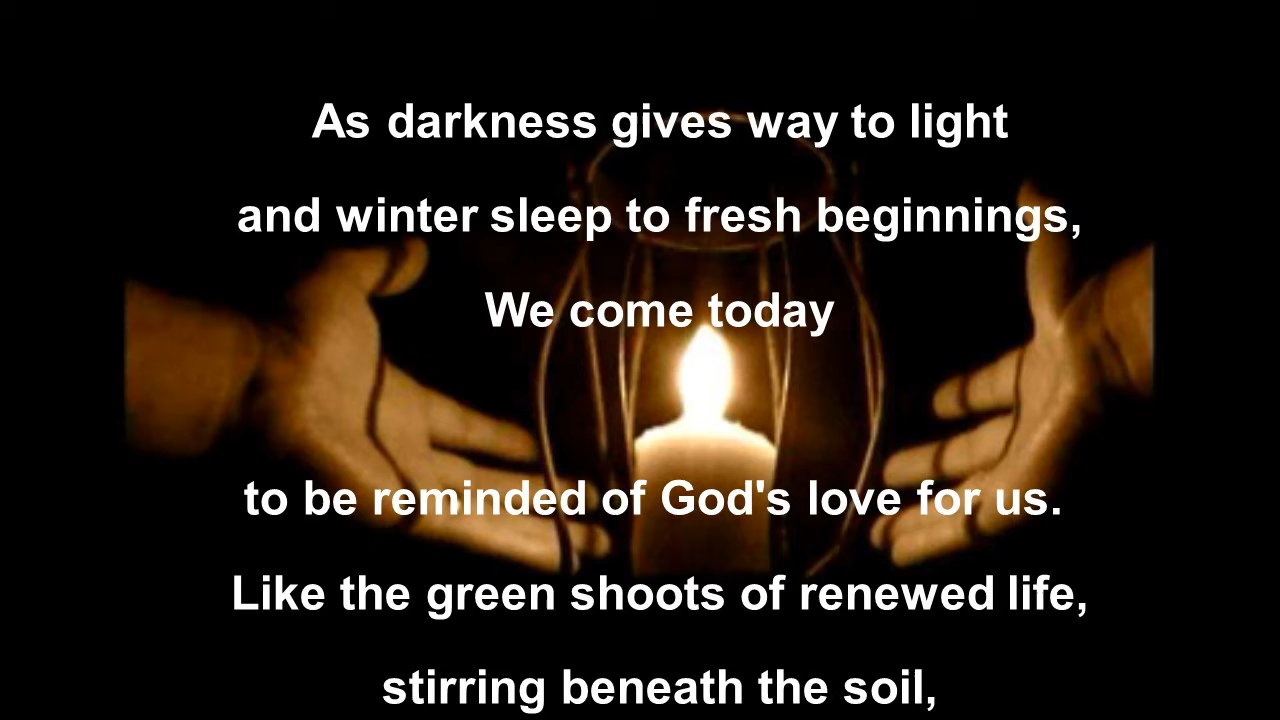 As darkness gives way to light
and winter sleep to fresh beginnings,
We come today
to be reminded of God's love for us.
Like the green shoots of renewed life,
stirring beneath the soil,